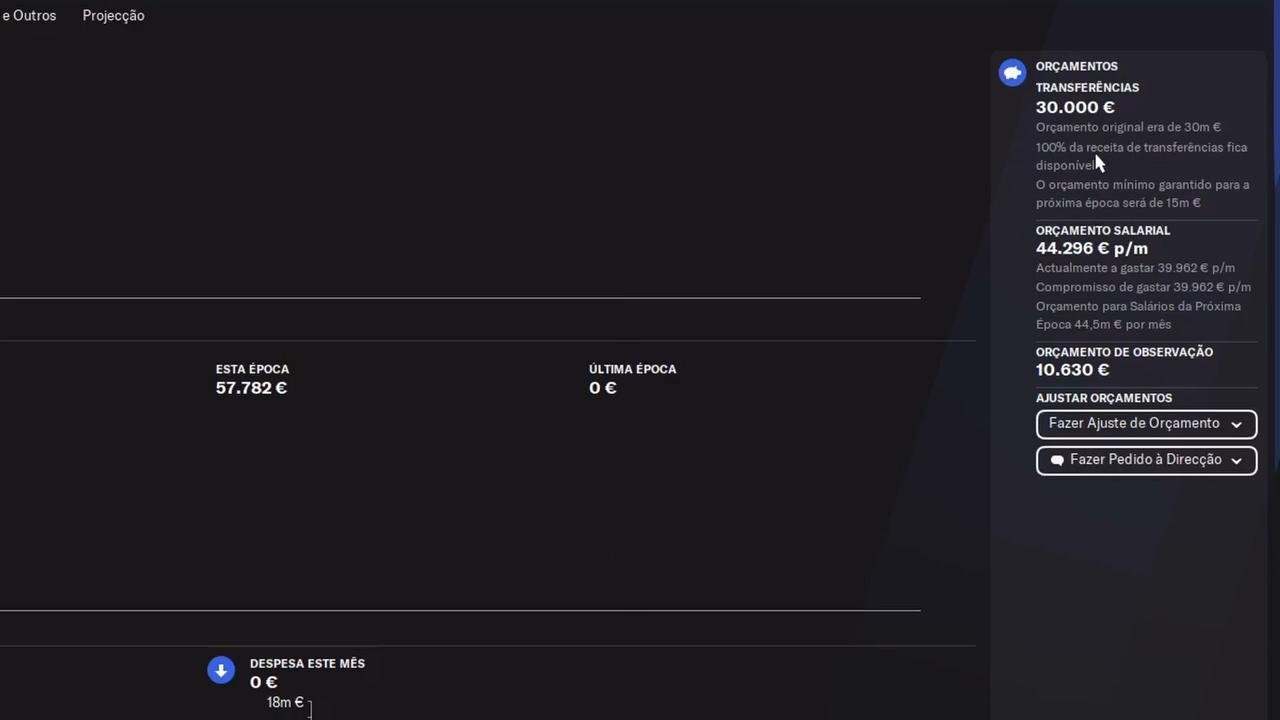 e Outros
Projecção
ORÇAMENTOS
TRANSFERÊNCIAS
30.000 €
Orçamento original era de 30m €
100% da receita de transferências fica
disponível
O orçamento mínimo garantido para a
próxima época será de 15m €
ORÇAMENTO SALARIAL
44.296 € p/m
Actualmente a gastar 39.962 € p/m
Compromisso de gastar 39.962 € p/m
Orçamento para Salários da Próxima
Época 44,5m € por mês
ORÇAMENTO DE OBSERVAÇÃO
10.630 €
AJUSTAR ORÇAMENTOS
Fazer Ajuste de Orçamento
Fazer Pedido à Direcção
ESTA ÉPOCA
57.782 €
ÚLTIMA ÉPOCA
0 €
DESPESA ESTE MÊS
0 €
18m €